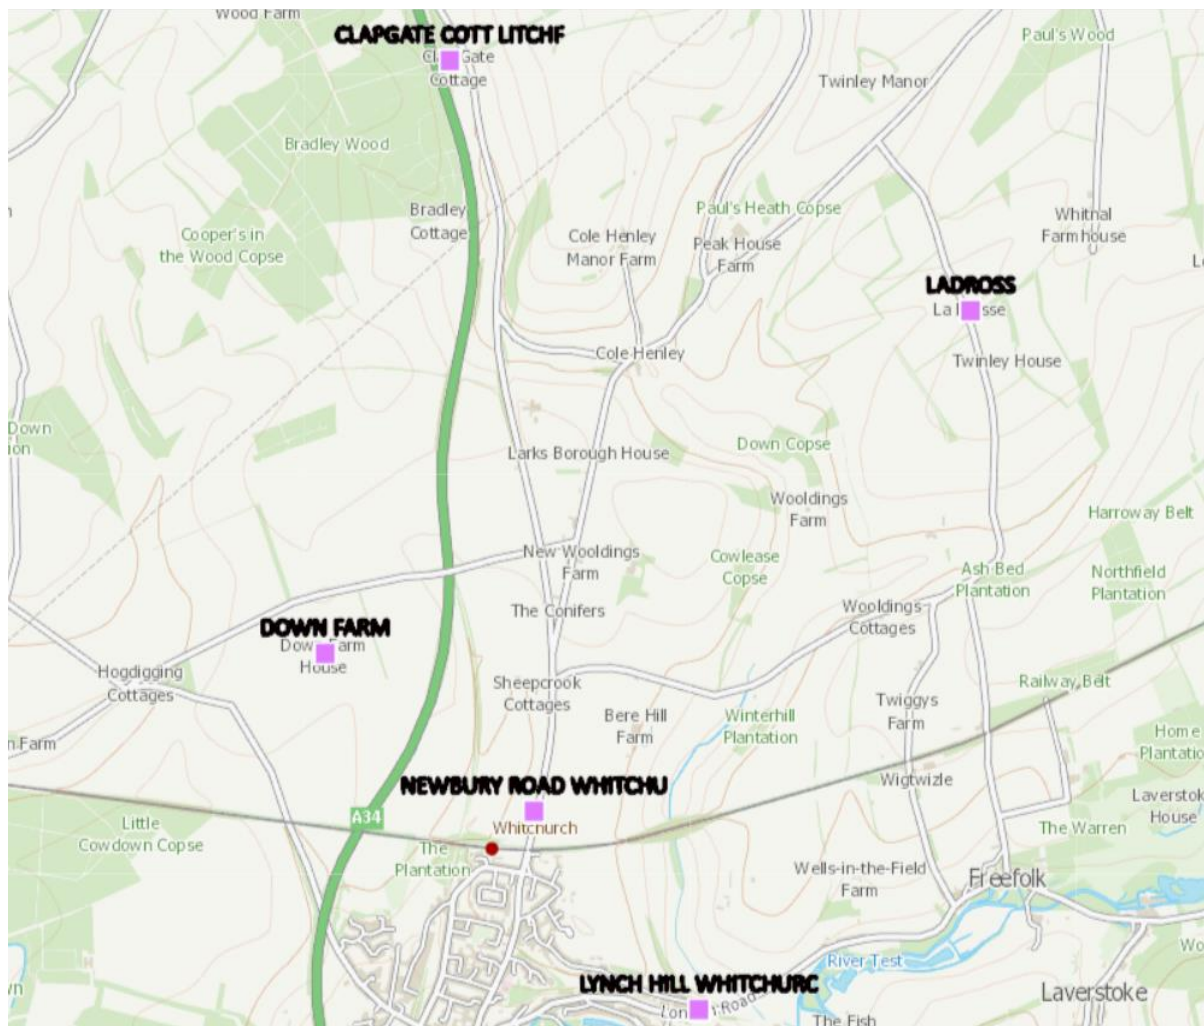 Wood Farm
CLAPGATE COTT LITCHF
Cottage
Paul's Wood
Twinley Manor
Bradley Wood
Bradley
Cottage
Cooper's in
the Wood Copse
Cole Henley
Manor Farm
Paul's Heath Copse
Peak House
Farm
Whitnal
Farmhouse
LADROSS
Twinley House
Cole Henley
Down
Larks Borough House
Down Copse
Wooldings
Farm
Harroway Belt
New Wooldings
Farm
Cowlease
Copse
Ash Bed
Plantation
Northfield
Plantation
The Conifers
Wooldings
Cottages
DOWN FARM
House
Hogdigging
Cottages
Sheepcrook
Cottages
Bere Hill
Farm
Winterhill
Plantation
Twiggys
Farm
Railway Belt
n Farm
Home
Plantatio
Wigtwizle
NEWBURY ROAD WHITCHU
Whitchurch
A34
Little
Cowdown Copse
The
Plantation
Laverstok
House
The Warren
Wells-in-the-Field
Farm
Freefolk
River Test
LYNCH HILL WHITCHURC
Road
Laverstoke
The Fish